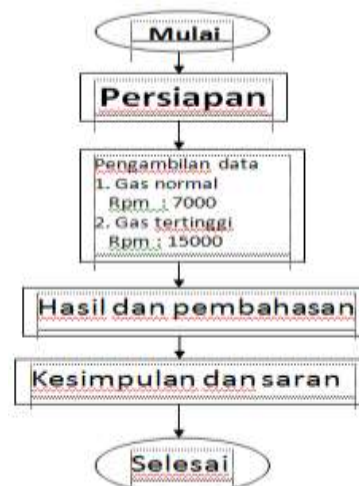 Mulai
Persiapan
Pengambilan data
1. Gas normal
Rpm : 7000
2. Gas tertinggi
Rpm : 15000
Hasil dan pembahasan
Kesimpulan dan saran
Selesai